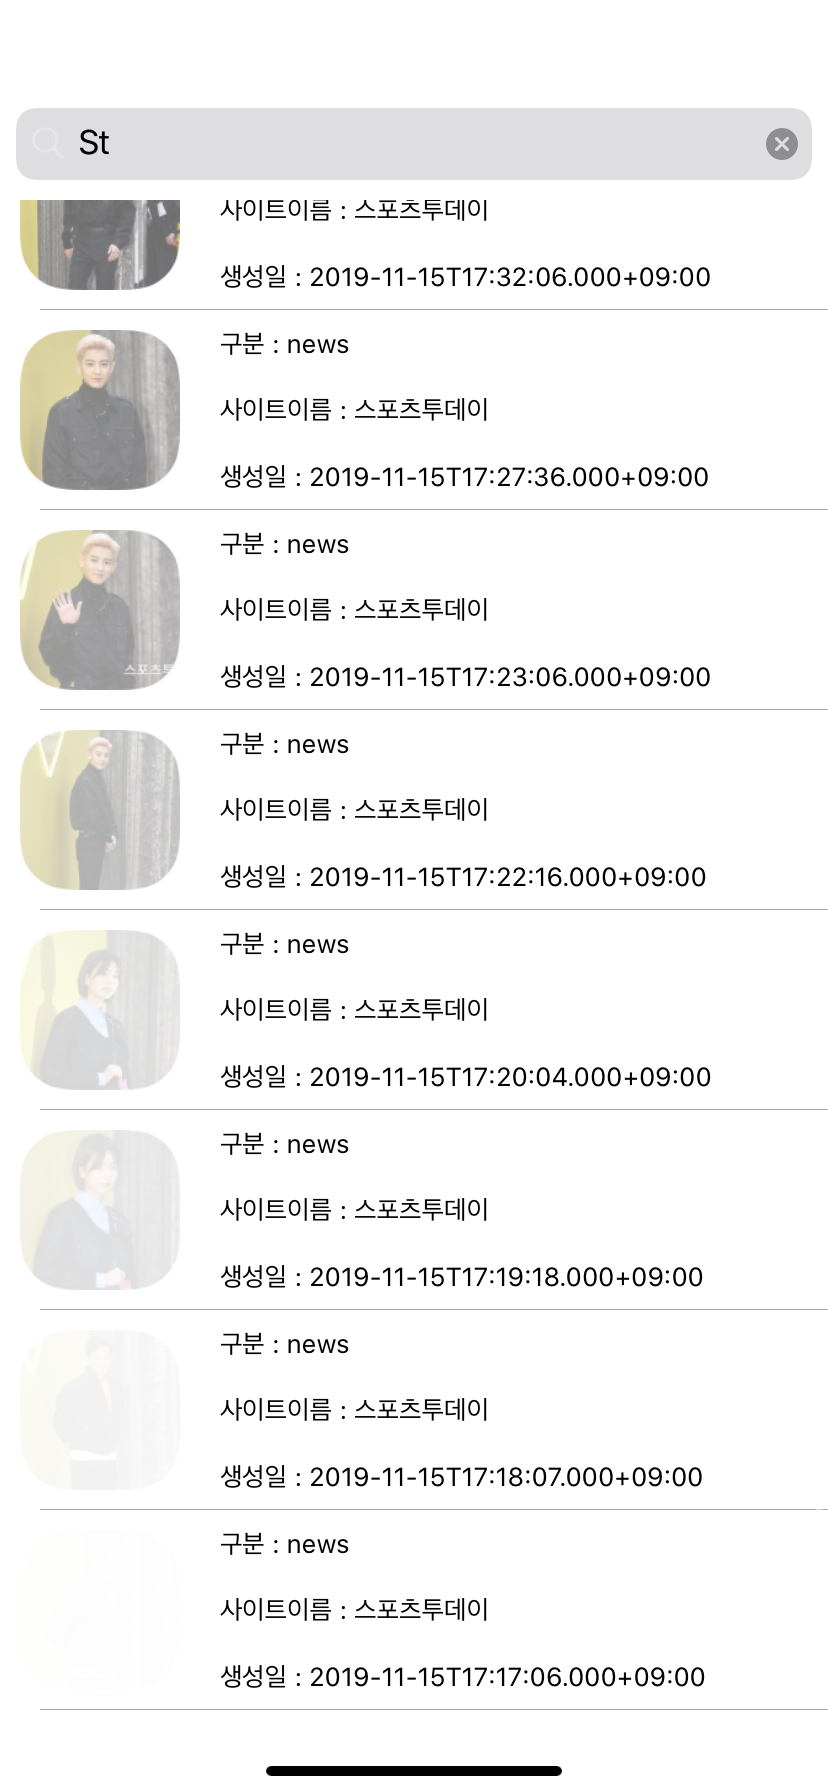 St
사이트이름 : 스포츠투데이
생성일 : 2019-11-15T17:32:06.000+09:00
구분 : news
사이트이름 : 스포츠투데이
생성일 : 2019-11-15T17:27:36.000+09:00
구분 : news
사이트이름 : 스포츠투데이
스포츠투
생성일 : 2019-11-15T17:23:06.000+09:00
구분 : news
사이트이름 : 스포츠투데이
생성일 : 2019-11-15T17:22:16.000+09:00
구분 : news
사이트이름 : 스포츠투데이
생성일 : 2019-11-15T17:20:04.000+09:00
구분 : news
사이트이름 : 스포츠투데이
생성일 : 2019-11-15T17:19:18.000+09:00
구분 : news
사이트이름 : 스포츠투데이
생성일 : 2019-11-15T17:18:07.000+09:00
구분 : news
사이트이름 : 스포츠투데이
생성일 : 2019-11-15T17:17:06.000+09:00